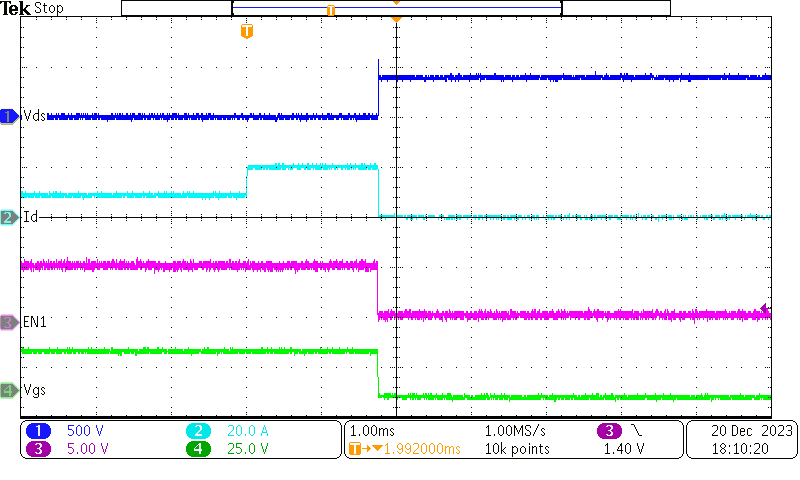 Tek Stop
T
T
1 Vds
2 Id
3 EN1
4 Vgs
1 500 V 2 20.0 A 1.00ms 1.00MS/s 3 20 Dec 2023
3 5.00 V 4 25.0 V T→▼1.992000ms 10k points 1.40 V 18:10:20